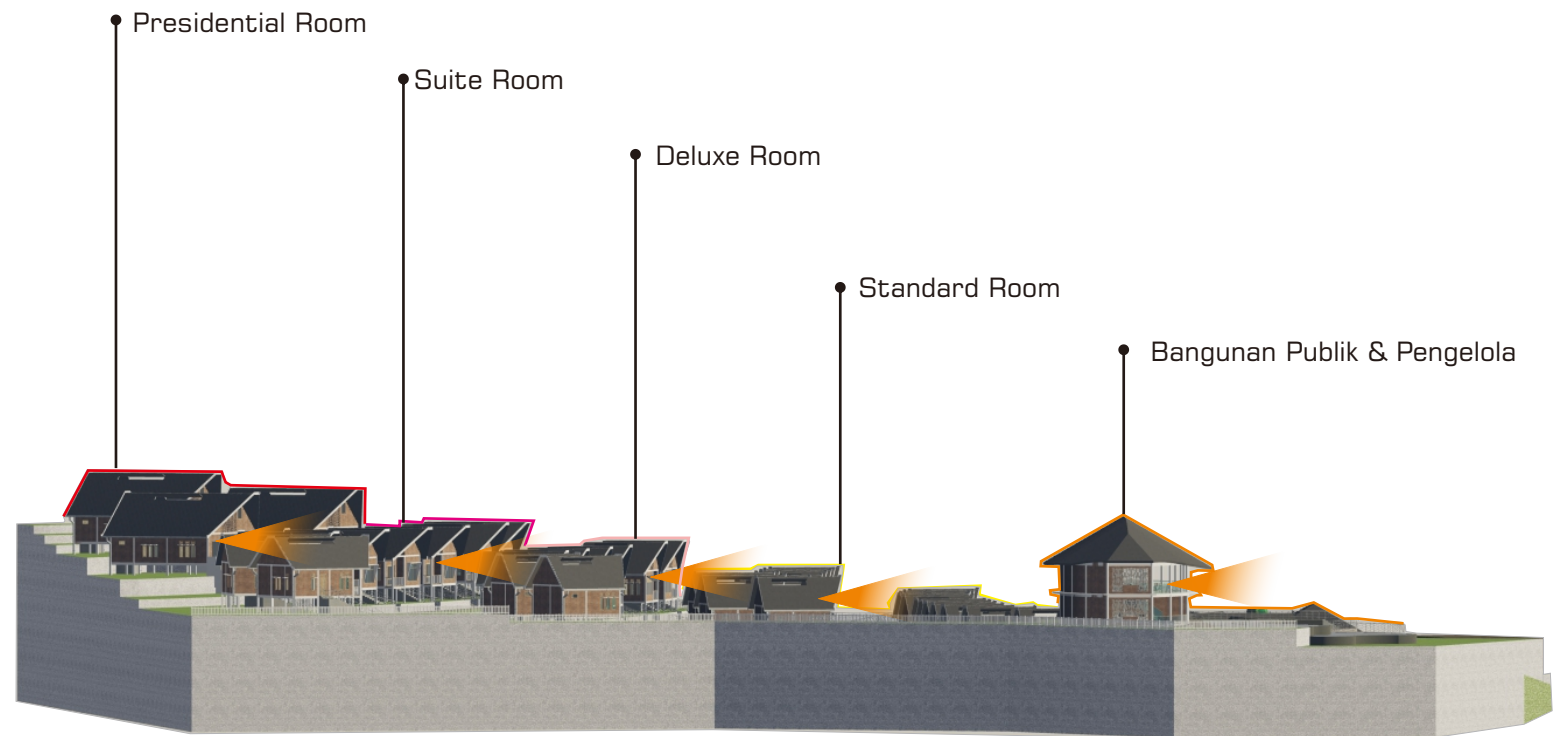 Presidential Room
Suite Room
Deluxe Room
Standard Room
Bangunan Publik & Pengelola